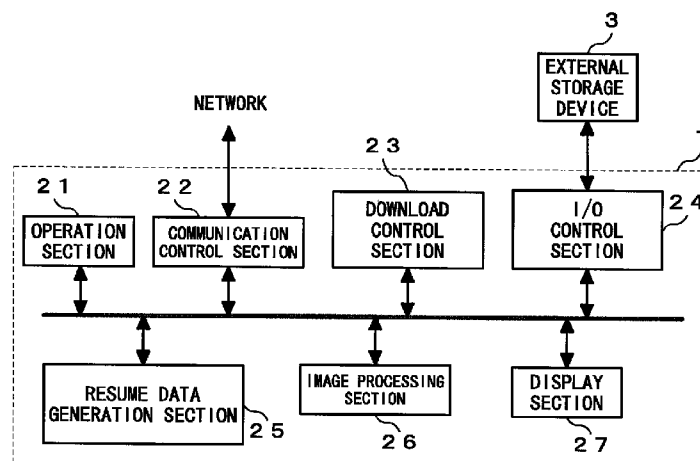 3
EXTERNAL
STORAGE
DEVICE
NETWORK
21
22
23
24
OPERATION
SECTION
COMMUNICATION
CONTROL SECTION
DOWNLOAD
CONTROL
SECTION
I/O
CONTROL
SECTION
RESUME DATA
GENERATION SECTION
IMAGE PROCESSING
SECTION
DISPLAY
SECTION
25
26
27